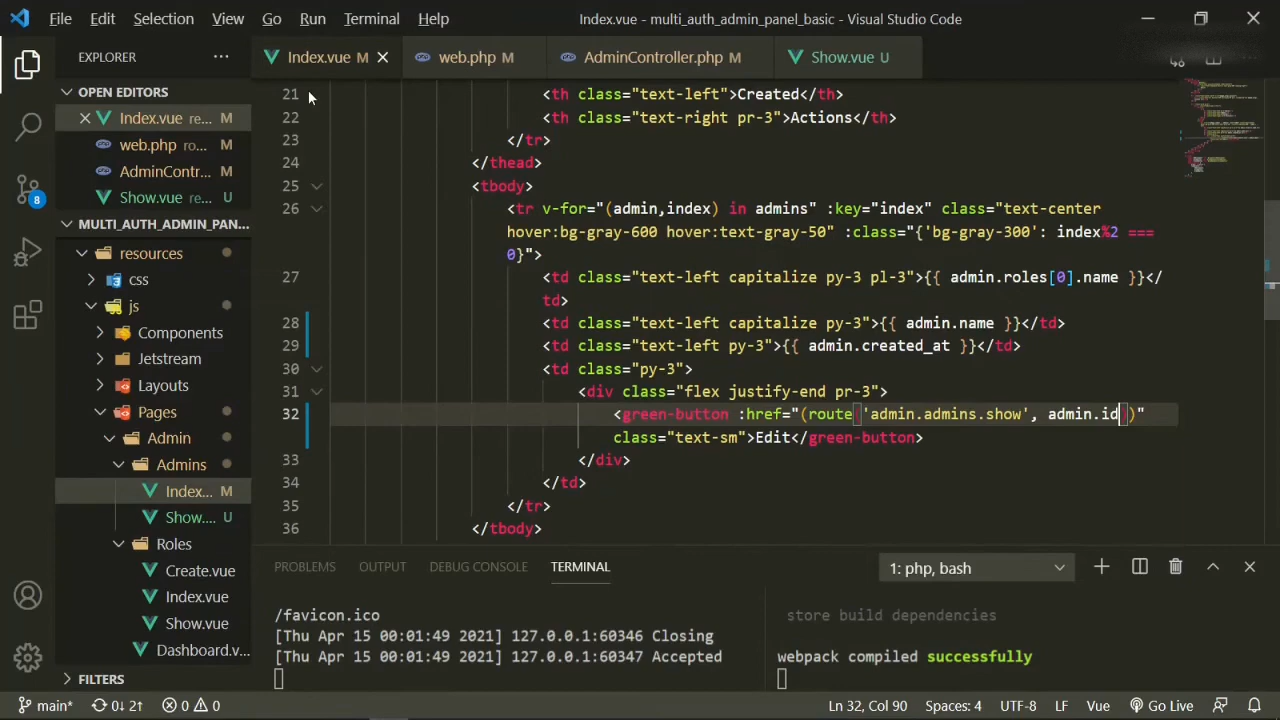 File Edit Selection View Go Run Terminal Help Index.vue - multi_auth_admin_panel_basic - Visual Studio Code
EXPLORER ...
Index.vue M
web.php M
AdminController.php M
Show.vue U
OPEN EDITORS
Index.vue re... M
web.php ro... M
AdminContr... M
Show.vue re... U
MULTI_AUTH_ADMIN_PAN...
resources
css
js
Components
Jetstream
Layouts
Pages
Admin
Admins
Index... M
Show.... U
Roles
Create.vue
Index.vue
Show.vue
Dashboard.v...
FILTERS
21 <th class="text-left">Created</th>
22 <th class="text-right pr-3">Actions</th>
23 </tr>
24 </thead>
25 <tbody>
26 <tr v-for="(admin,index) in admins" :key="index" class="text-center
hover:bg-gray-600 hover:text-gray-50" :class="{'bg-gray-300': index%2 ===
0}">
27 <td class="text-left capitalize py-3 pl-3">{{ admin.roles[0].name }}</
td>
28 <td class="text-left capitalize py-3">{{ admin.name }}</td>
29 <td class="text-left py-3">{{ admin.created_at }}</td>
30 <td class="py-3">
31 <div class="flex justify-end pr-3">
32 <green-button :href="(route('admin.admins.show', admin.id))"
class="text-sm">Edit</green-button>
33 </div>
34 </td>
35 </tr>
36 </tbody>
PROBLEMS OUTPUT DEBUG CONSOLE TERMINAL 1: php, bash
/favicon.ico
[Thu Apr 15 00:01:49 2021] 127.0.0.1:60346 Closing
[Thu Apr 15 00:01:49 2021] 127.0.0.1:60347 Accepted
store build dependencies
webpack compiled successfully
8
main* 0↓ 2↑ 0 0 Ln 32, Col 90 Spaces: 4 UTF-8 LF Vue Go Live